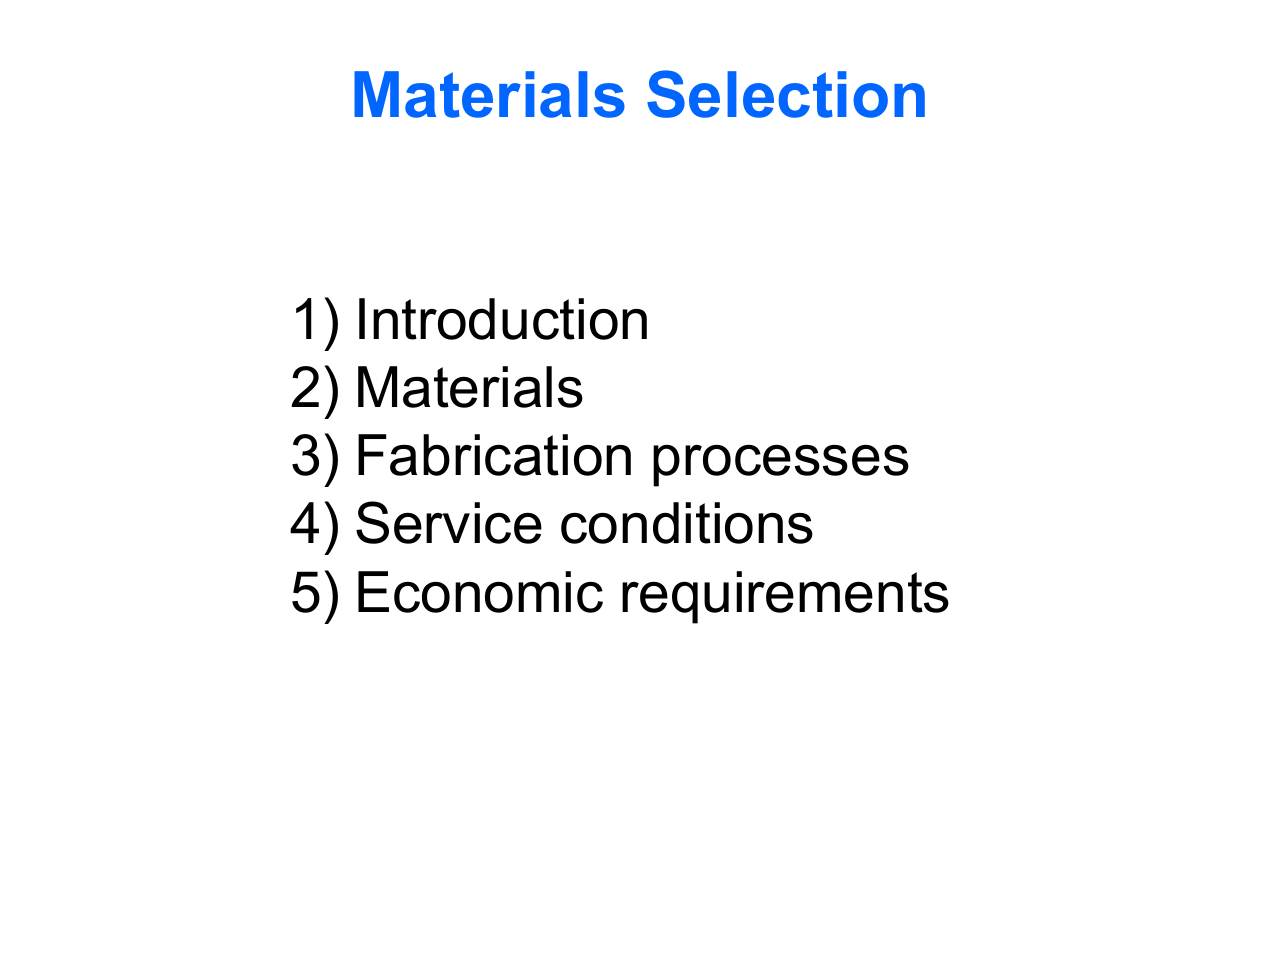 Materials Selection
1) Introduction
2) Materials
3) Fabrication processes
4) Service conditions
5) Economic requirements